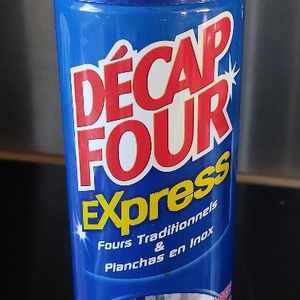 DÉCAP
FOUR
EXpress
Fours Traditionnels
&
Planchas en Inox